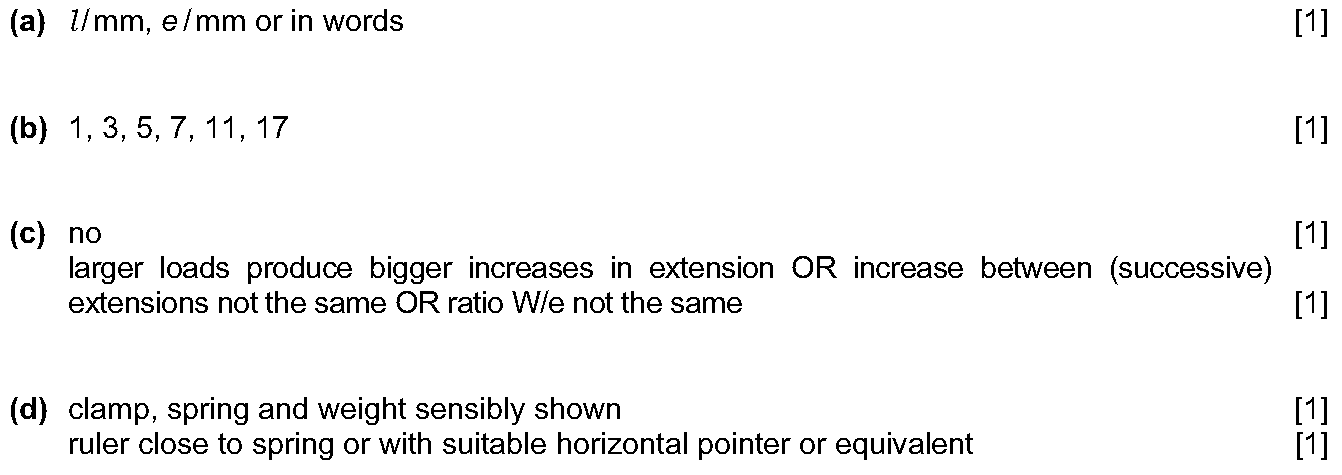 (a) l/mm, e/mm or in words [1]
(b) 1, 3, 5, 7, 11, 17 [1]
(c) no [1]
larger loads produce bigger increases in extension OR increase between (successive)
extensions not the same OR ratio W/e not the same [1]
(d) clamp, spring and weight sensibly shown [1]
ruler close to spring or with suitable horizontal pointer or equivalent [1]